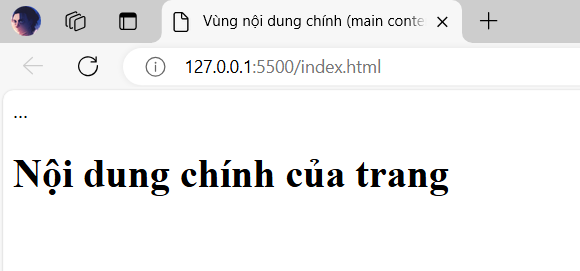 Vùng nội dung chính (main conte
127.0.0.1:5500/index.html
...
Nội dung chính của trang